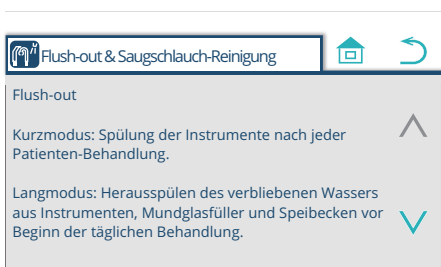 Flush-out & Saugschlauch-Reinigung
Flush-out
Kurzmodus: Spülung der Instrumente nach jeder
Patienten-Behandlung.
Langmodus: Herausspülen des verbliebenen Wassers
aus Instrumenten, Mundglasfüller und Speibecken vor
Beginn der täglichen Behandlung.